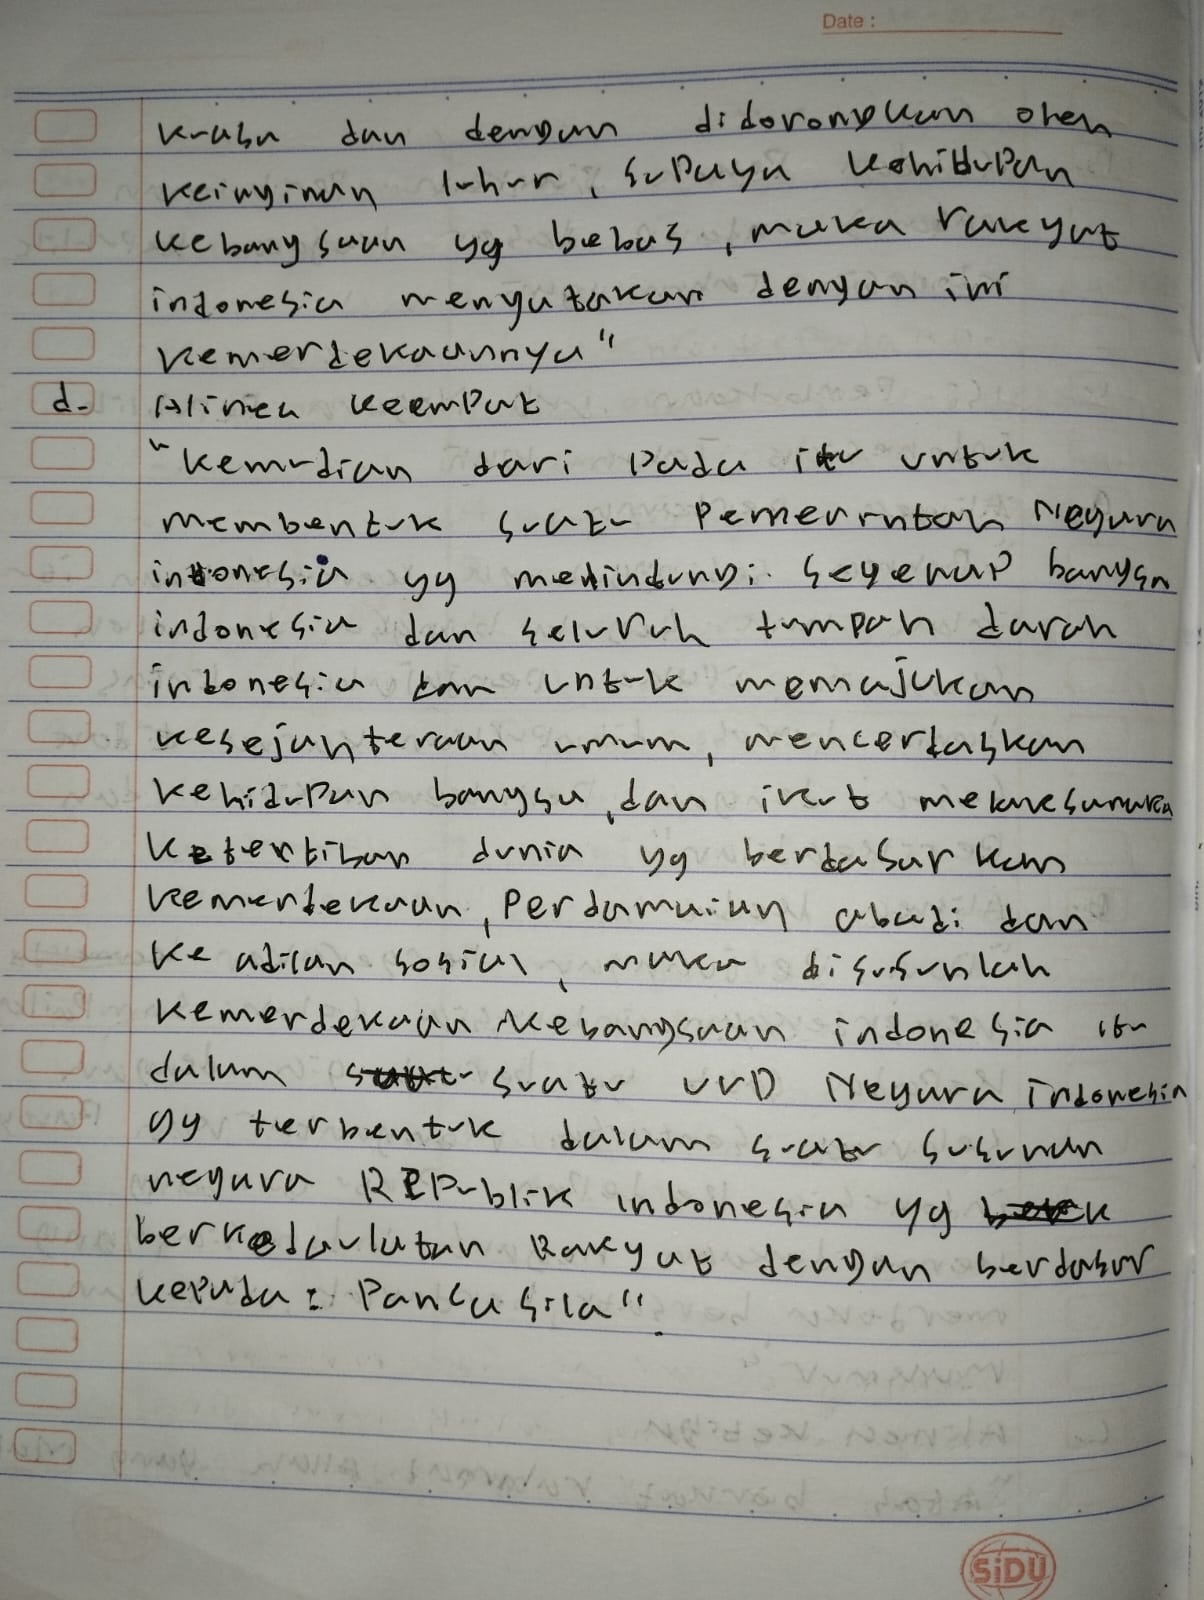 Date :
kuasa dan dengan didorongkan oleh
keinginan luhur, supaya kehidupan
kebangsaan yg bebas, maka rakyat
indonesia menyatakan dengan ini
kemerdekaannya"
d. Alinea keempat
"kemudian dari pada itu untuk
membentuk suatu pemerintah Negara
indonesia yg melindungi segenap bangsa
indonesia dan seluruh tumpah darah
indonesia dan untuk memajukan
kesejahteraan umum, mencerdaskan
kehidupan bangsa, dan ikut
ketertiban dunia yg berdasarkan
kemerdekaan, perdamaian abadi dan
ke adilan sosial, maka disusunlah
kemerdekaan kebangsaan indonesia itu
dalam suatu UUD Negara Indonesia
yg terbentuk dalam suatu susunan
negara REPublik indonesia yg
berkedaulatan Rakyat dengan berdasar
kepada : Panca sila".
SiDU